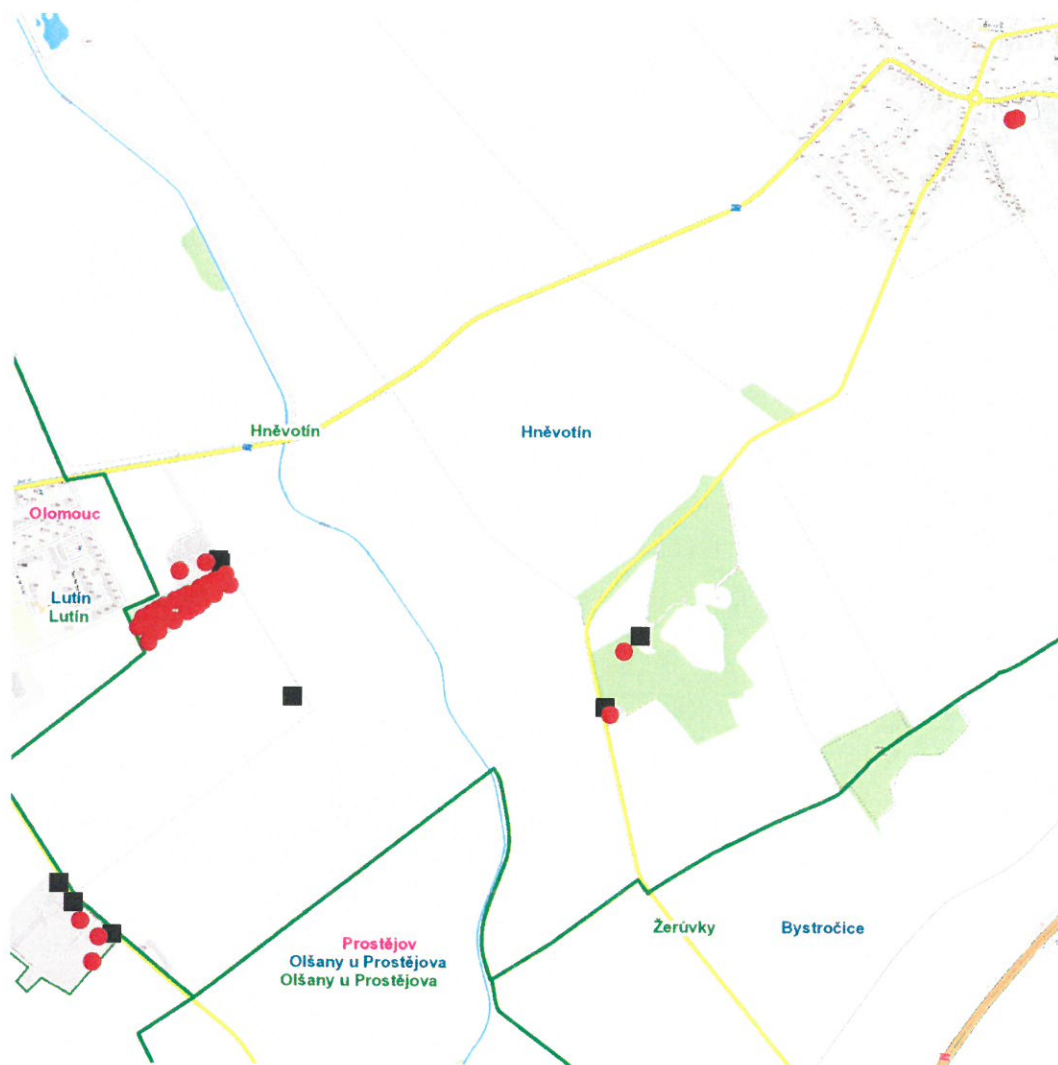 Hněvotín
Hněvotín
Olomouc
Lutín
Lutín
Žerůvky
Bystročice
Prostějov
Olšany u Prostějova
Olšany u Prostějova